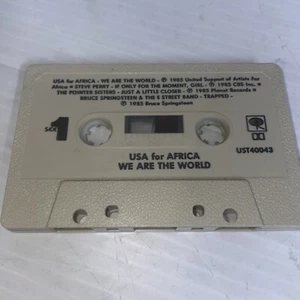 USA for AFRICA - WE ARE THE WORLD - ℗ 1985 United Support of Artists For
Africa • STEVE PERRY - IF ONLY FOR THE MOMENT, GIRL - ℗ 1985 CBS Inc. •
THE POINTER SISTERS - JUST A LITTLE CLOSER - ℗ 1985 Planet Records •
BRUCE SPRINGSTEEN & THE E STREET BAND - TRAPPED -
℗ 1985 Bruce Springsteen
SIDE 1
UST40043
USA for AFRICA
WE ARE THE WORLD